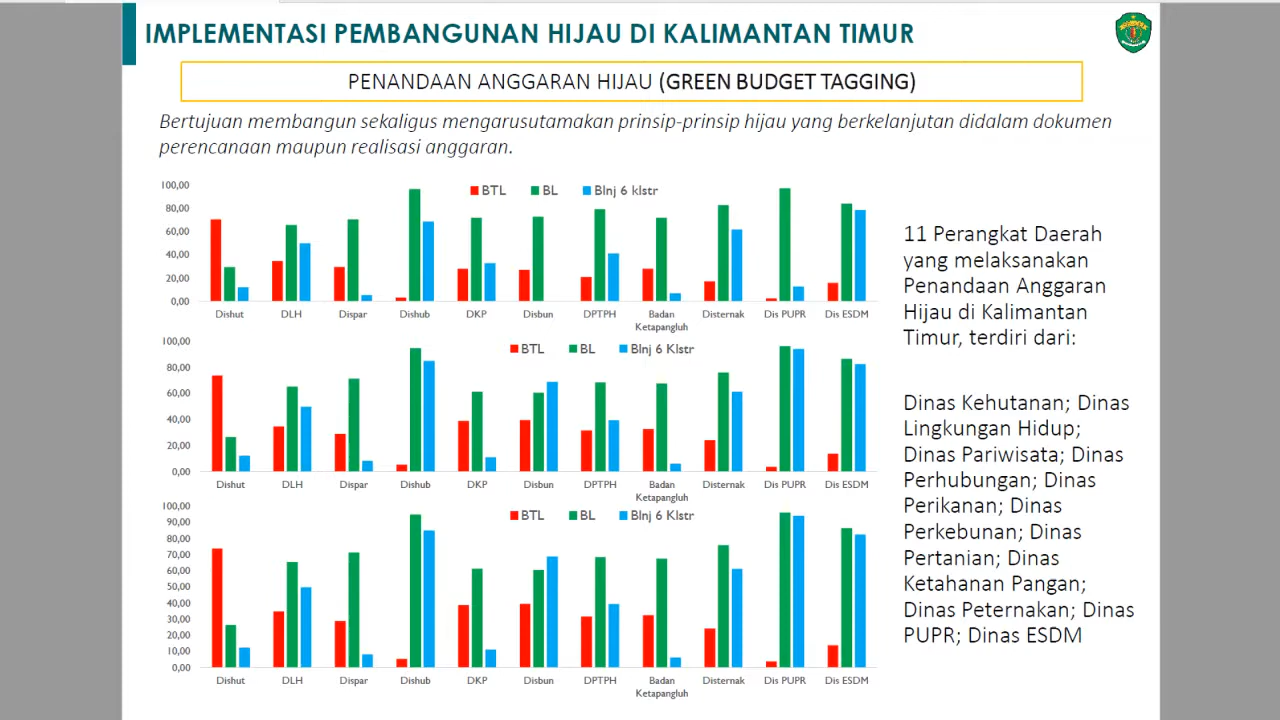 IMPLEMENTASI PEMBANGUNAN HIJAU DI KALIMANTAN TIMUR
PENANDAAN ANGGARAN HIJAU (GREEN BUDGET TAGGING)
Bertujuan membangun sekaligus mengarusutamakan prinsip-prinsip hijau yang berkelanjutan didalam dokumen
perencanaan maupun realisasi anggaran.
BTL BL Blnj 6 klstr
100,00
80,00
60,00
40,00
20,00
0,00
Dishut DLH Dispar Dishub DKP Disbun DPTPH Badan Ketapangluh Disternak Dis PUPR Dis ESDM
BTL BL Blnj 6 Klstr
100,00
80,00
60,00
40,00
20,00
0,00
Dishut DLH Dispar Dishub DKP Disbun DPTPH Badan Ketapangluh Disternak Dis PUPR Dis ESDM
BTL BL Blnj 6 Klstr
100,00
90,00
80,00
70,00
60,00
50,00
40,00
30,00
20,00
10,00
0,00
Dishut DLH Dispar Dishub DKP Disbun DPTPH Badan Ketapangluh Disternak Dis PUPR Dis ESDM
11 Perangkat Daerah
yang melaksanakan
Penandaan Anggaran
Hijau di Kalimantan
Timur, terdiri dari:
Dinas Kehutanan; Dinas
Lingkungan Hidup;
Dinas Pariwisata; Dinas
Perhubungan; Dinas
Perikanan; Dinas
Perkebunan; Dinas
Pertanian; Dinas
Ketahanan Pangan;
Dinas Peternakan; Dinas
PUPR; Dinas ESDM